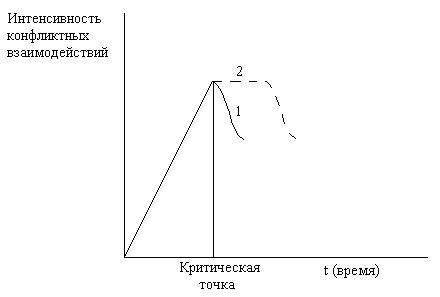 Интенсивность
конфликтных
взаимодействий
2
1
Критическая
точка
t (время)